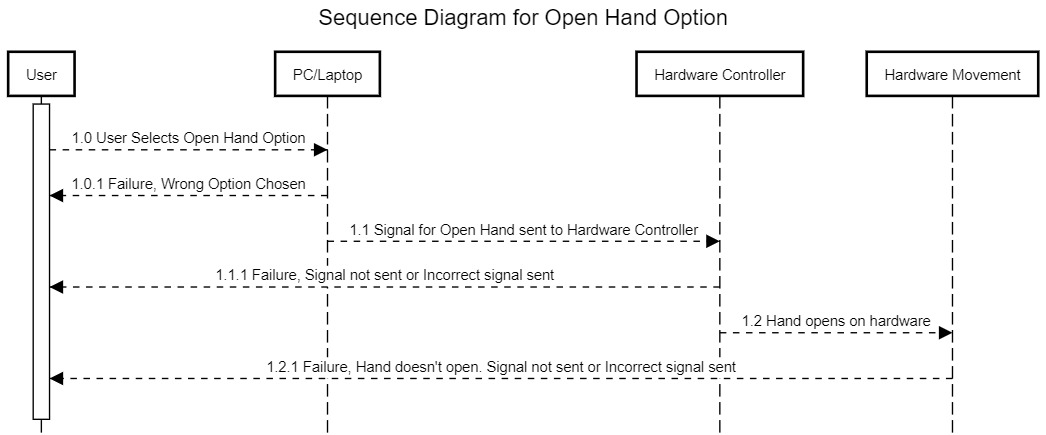 Sequence Diagram for Open Hand Option
User
PC/Laptop
Hardware Controller
Hardware Movement
1.0 User Selects Open Hand Option
1.0.1 Failure, Wrong Option Chosen
1.1 Signal for Open Hand sent to Hardware Controller
1.1.1 Failure, Signal not sent or Incorrect signal sent
1.2 Hand opens on hardware
1.2.1 Failure, Hand doesn't open. Signal not sent or Incorrect signal sent